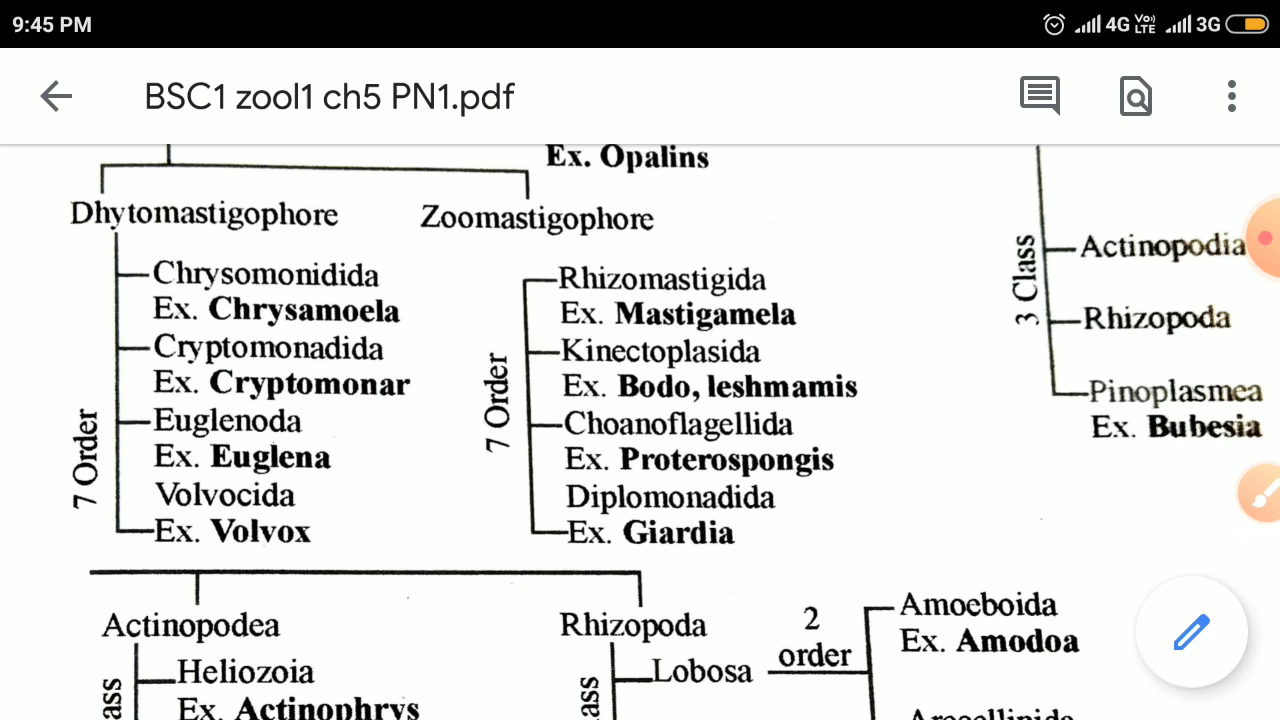 9:45 PM
4G Vo)) LTE 3G
BSC1 zool1 ch5 PN1.pdf
Ex. Opalins
Dhytomastigophore
Chrysomonidida
Ex. Chrysamoela
Cryptomonadida
Ex. Cryptomonar
Euglenoda
Ex. Euglena
Volvocida
Ex. Volvox
7 Order
Zoomastigophore
Rhizomastigida
Ex. Mastigamela
Kinectoplasida
Ex. Bodo, leshmamis
Choanoflagellida
Ex. Proterospongis
Diplomonadida
Ex. Giardia
7 Order
3 Class
Actinopodia
Rhizopoda
Pinoplasmea
Ex. Bubesia
Actinopodea
Heliozoia
Ex. Actinophrys
Rhizopoda
Lobosa
2
order
Amoeboida
Ex. Amodoa